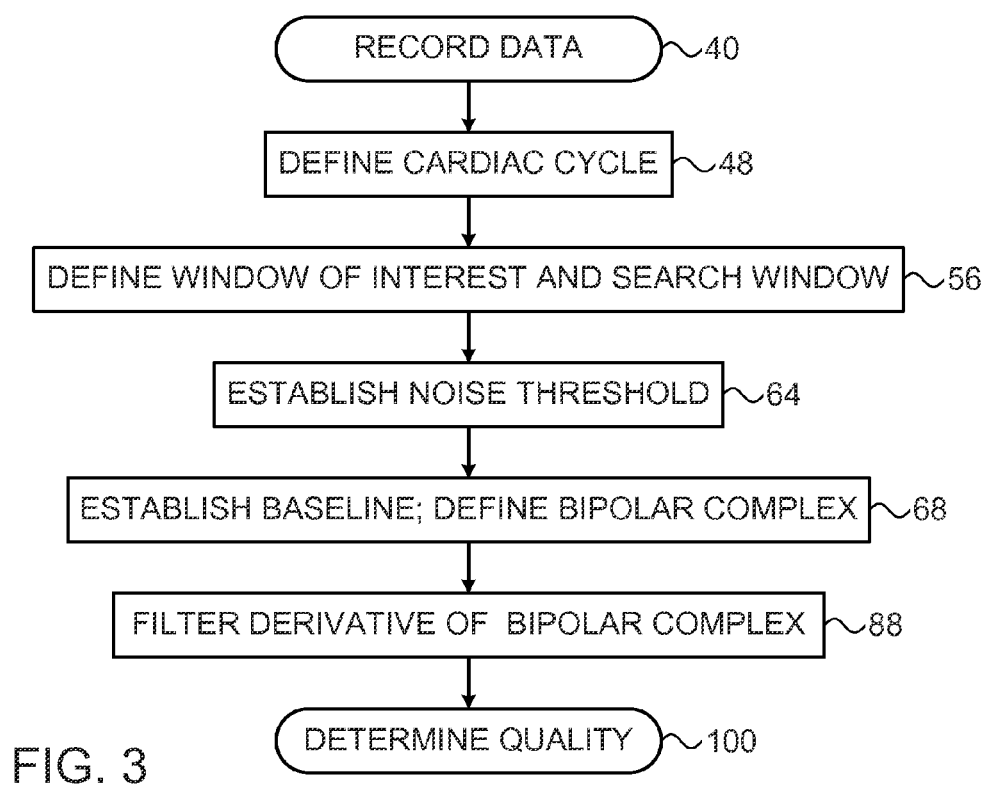 RECORD DATA 40
DEFINE CARDIAC CYCLE 48
DEFINE WINDOW OF INTEREST AND SEARCH WINDOW 56
ESTABLISH NOISE THRESHOLD 64
ESTABLISH BASELINE; DEFINE BIPOLAR COMPLEX 68
FILTER DERIVATIVE OF BIPOLAR COMPLEX 88
DETERMINE QUALITY 100
FIG. 3